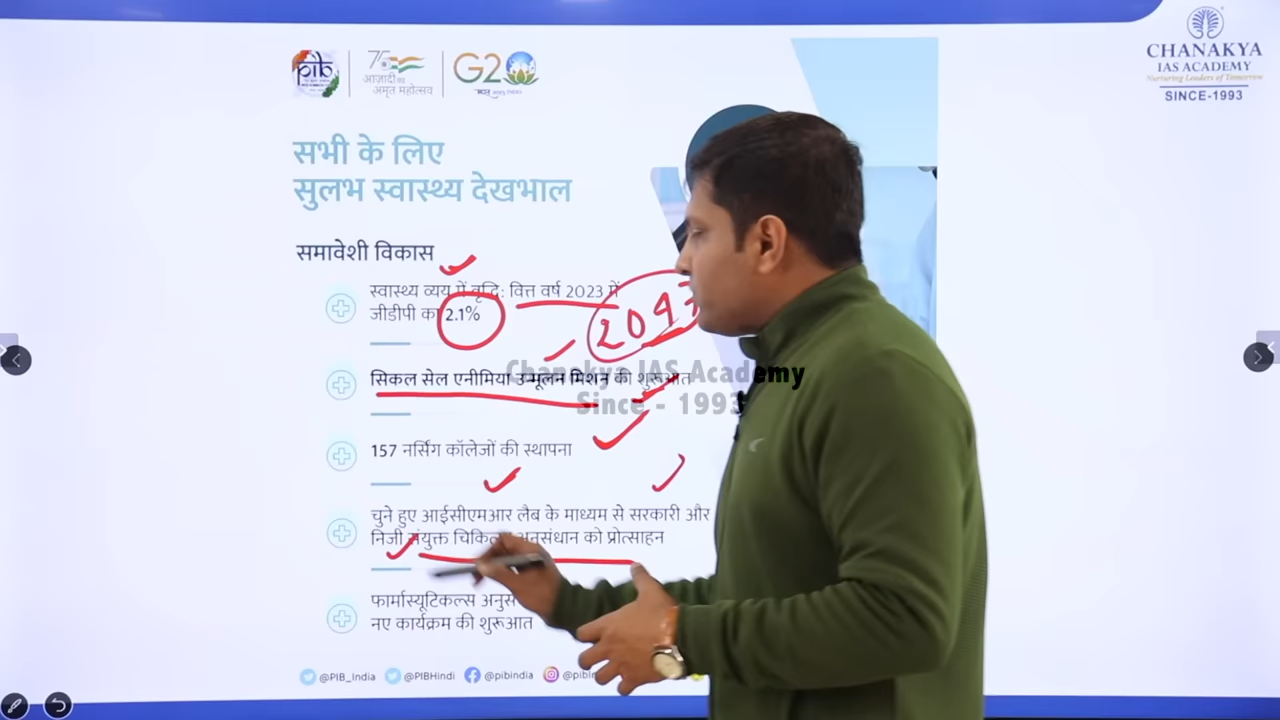 CHANAKYA
IAS ACADEMY
Nurturing Leaders of Tomorrow
SINCE-1993
pib
75
आज़ादी का
अमृत महोत्सव
G20
सभी के लिए
सुलभ स्वास्थ्य देखभाल
समावेशी विकास
स्वास्थ्य व्यय में वृद्धि: वित्त वर्ष 2023 में
जीडीपी का 2.1%
2047
सिकल सेल एनीमिया उन्मूलन मिशन की शुरूआत
Chanakya IAS Academy
Since - 1993
157 नर्सिंग कॉलेजों की स्थापना
चुने हुए आईसीएमआर लैब के माध्यम से सरकारी और
निजी संयुक्त अनुसंधान को प्रोत्साहन
फार्मास्यूटिकल्स
नए कार्यक्रम की शुरूआत
@PIB_India @PIBHindi @pibindia